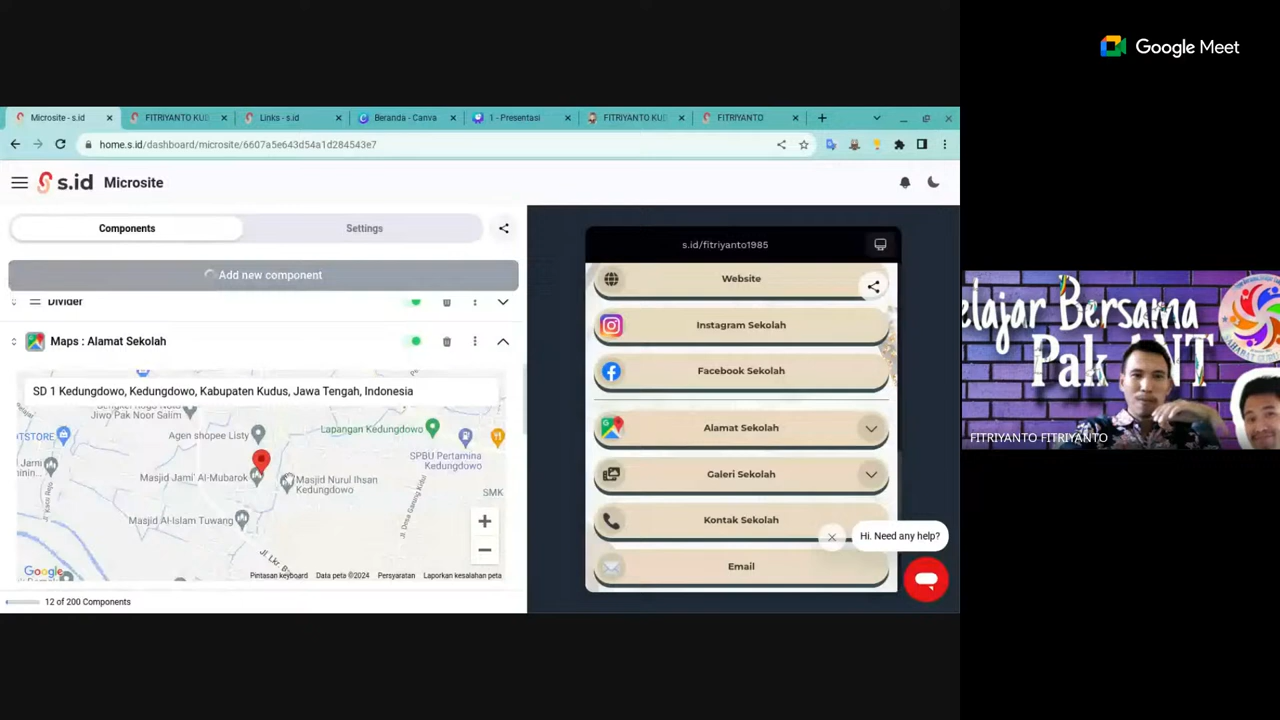 Google Meet
Microsite - s.id
FITRIYANTO KUD
Links - s.id
Beranda - Canva
1 - Presentasi
FITRIYANTO KUD
FITRIYANTO
home.s.id/dashboard/microsite/6607a5e643d54a1d284543e7
s.id Microsite
Components
Settings
Add new component
Divider
Maps : Alamat Sekolah
SD 1 Kedungdowo, Kedungdowo, Kabupaten Kudus, Jawa Tengah, Indonesia
Jiwo Pak Noor Salim
Agen shopee Listy
Lapangan Kedungdowo
SPBU Pertamina
Kedungdowo
Masjid Jami' Al-Mubarok
Masjid Nurul Ihsan
Kedungdowo
SMK
Masjid Al-Islam Tuwang
Google
Pintasan keyboard
Data peta ©2024
Persyaratan
Laporkan kesalahan peta
12 of 200 Components
s.id/fitriyanto1985
Website
Instagram Sekolah
Facebook Sekolah
Alamat Sekolah
Galeri Sekolah
Kontak Sekolah
Email
Hi. Need any help?
elajar Bersama
Pak ANT
FITRIYANTO FITRIYANTO